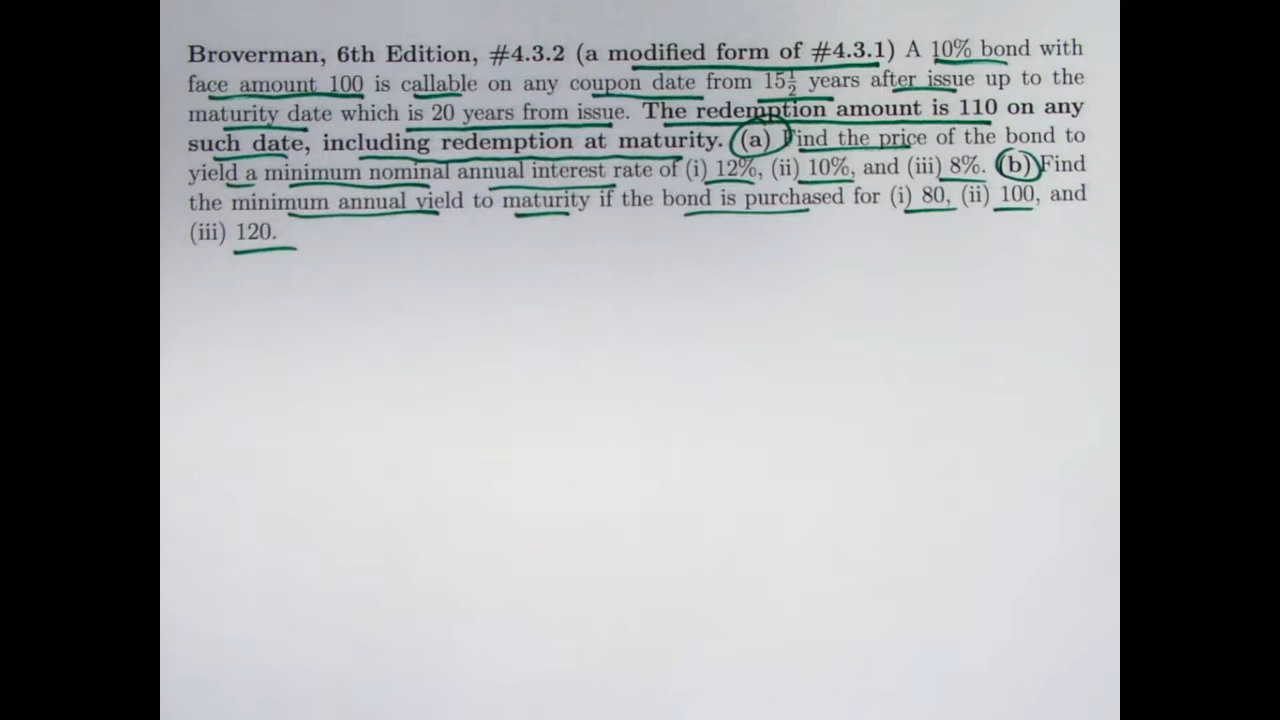 Broverman, 6th Edition, #4.3.2 (a modified form of #4.3.1) A 10% bond with
face amount 100 is callable on any coupon date from 15½ years after issue up to the
maturity date which is 20 years from issue. The redemption amount is 110 on any
such date, including redemption at maturity. (a) Find the price of the bond to
yield a minimum nominal annual interest rate of (i) 12%, (ii) 10%, and (iii) 8%. (b) Find
the minimum annual yield to maturity if the bond is purchased for (i) 80, (ii) 100, and
(iii) 120.